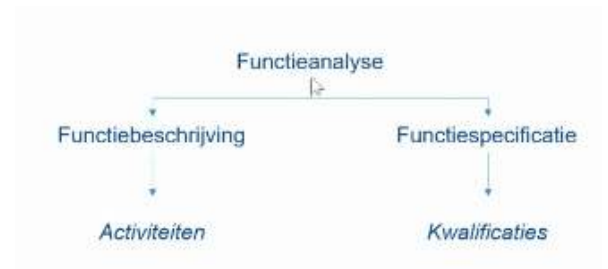 Functieanalyse
Functiebeschrijving Functiespecificatie
Activiteiten Kwalificaties